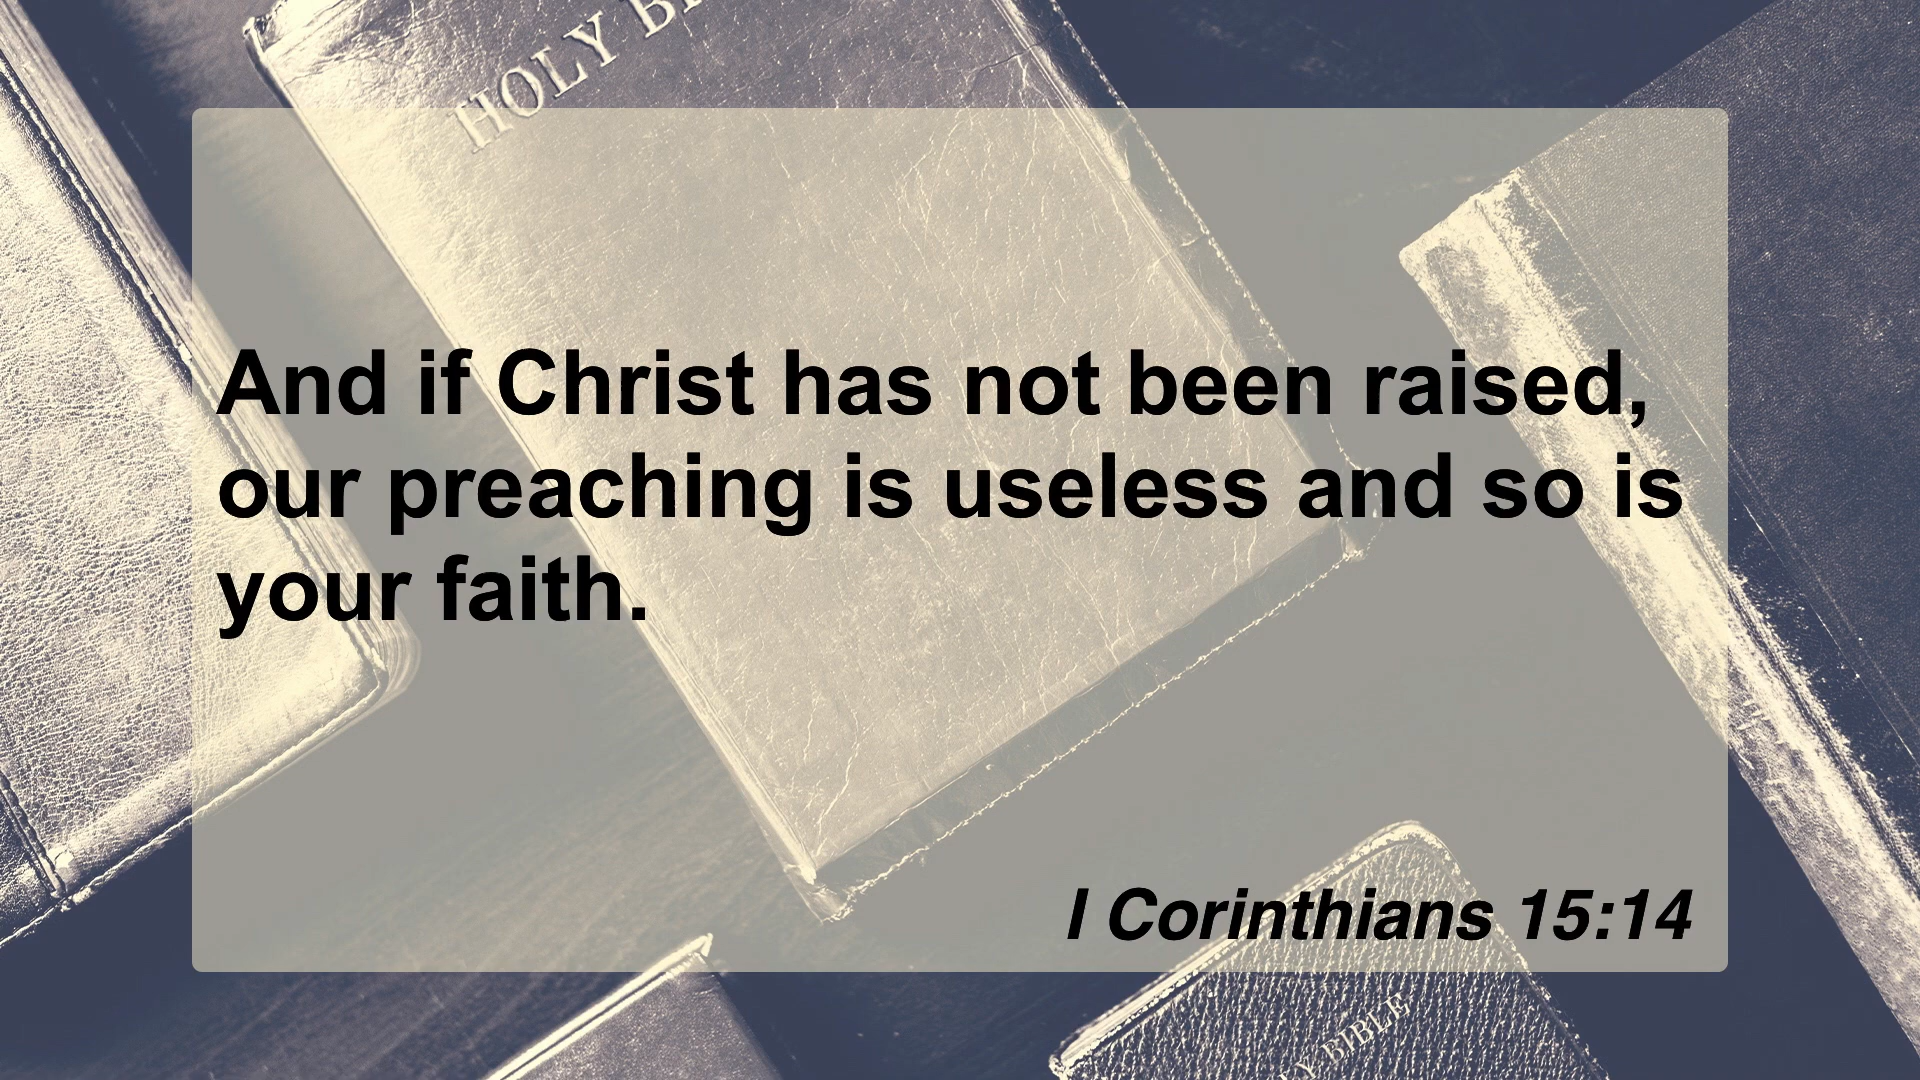 HOLY
And if Christ has not been raised,
our preaching is useless and so is
your faith.
I Corinthians 15:14
BIBLE